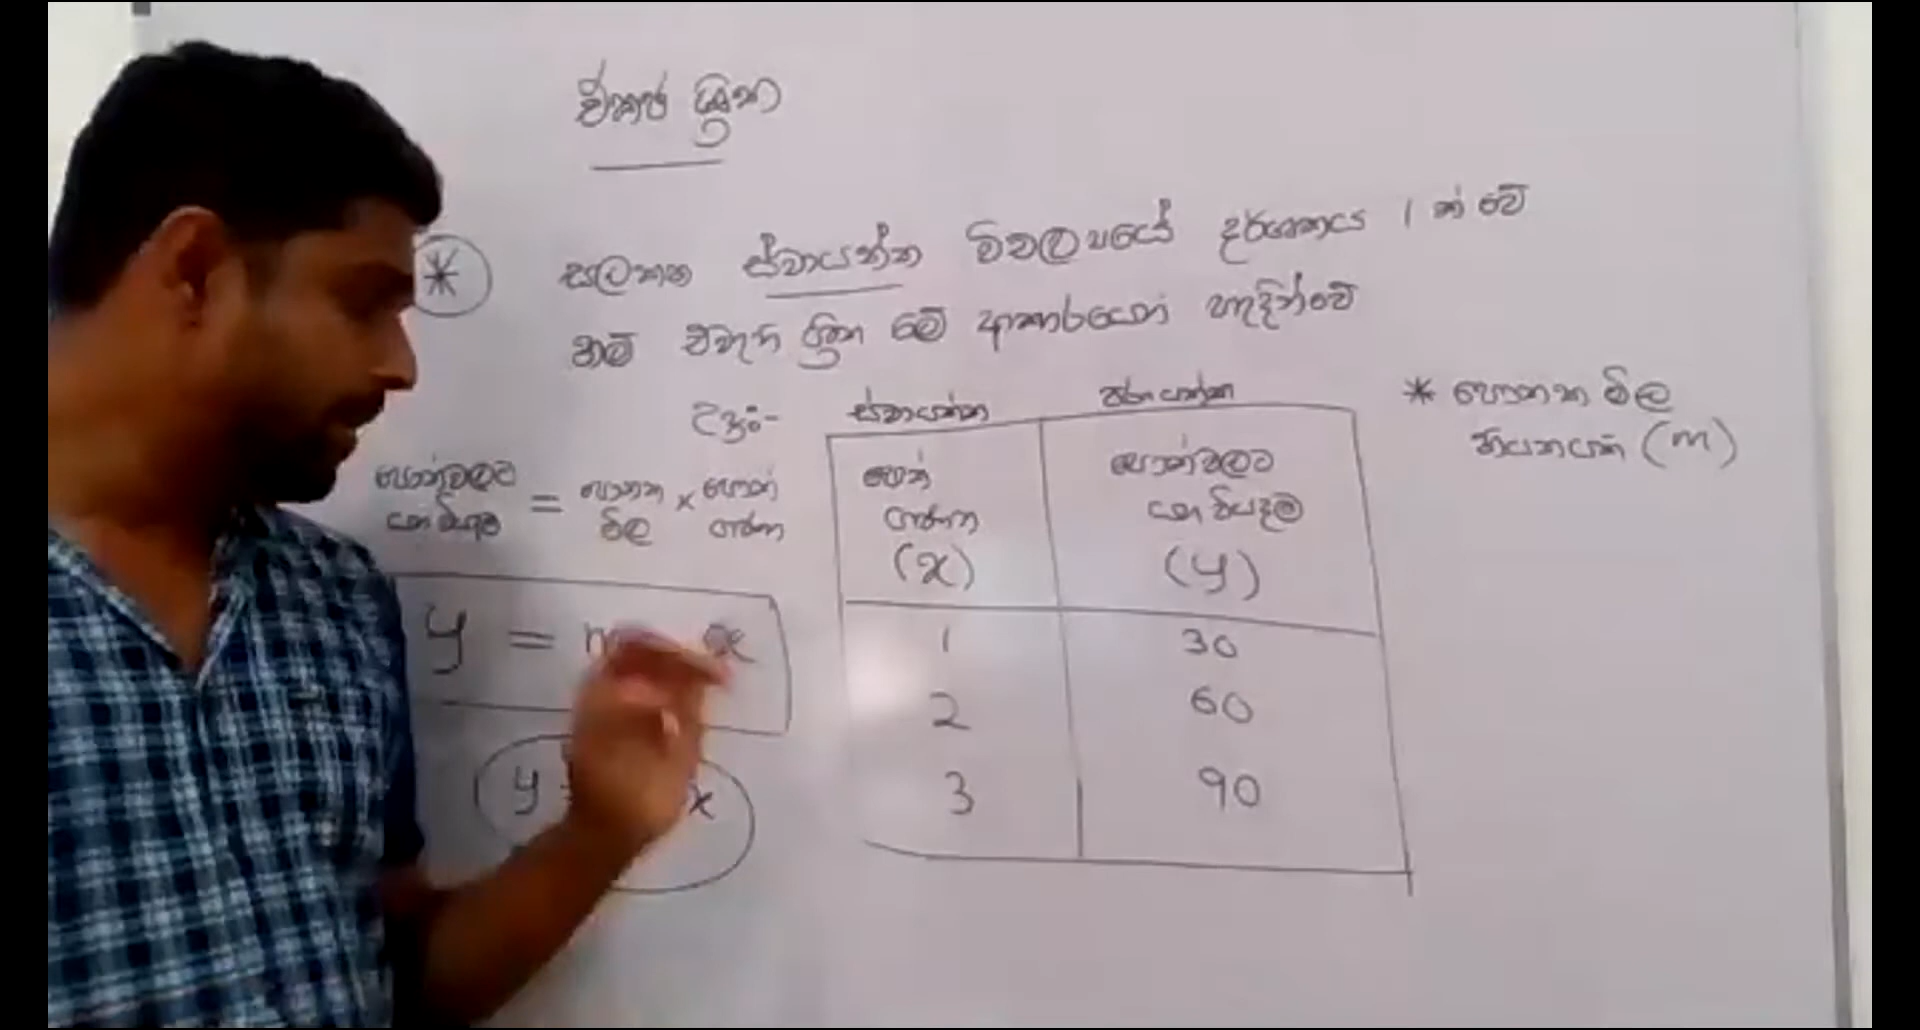 ඒකජ ශ්‍රිත
* සලකන ස්වායත්ත විචල්‍යයේ දර්ශකය 1 ක් වේ
නම් එවැනි ශ්‍රිත මේ ආකාරයෙන් හැඳින්වේ
උදා:-
ස්වායත්ත පරායත්ත
* පොතක මිල
නියතයක් (m)
පොත්වලට = පොතක × පොත්
යන වියදම මිල ගණන
පොත් ගණන (x)
පොත්වලට යන වියදම (y)
y = m x
y = x
1 30
2 60
3 90